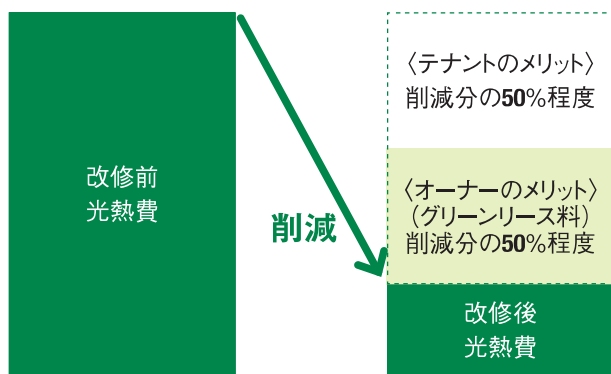 改修前
光熱費
削減
〈テナントのメリット〉
削減分の50%程度
〈オーナーのメリット〉
(グリーンリース料)
削減分の50%程度
改修後
光熱費